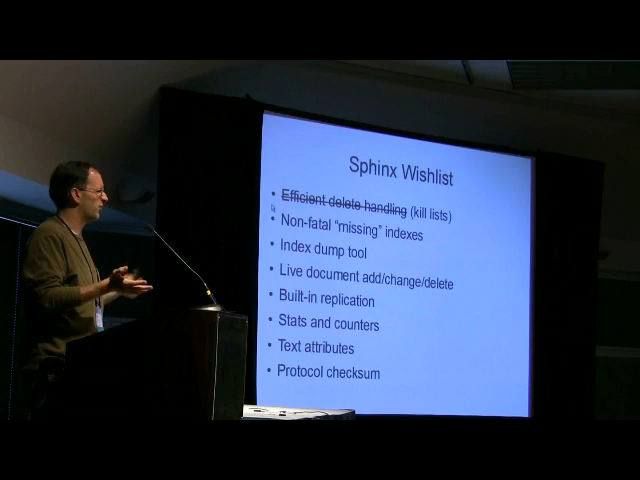 Sphinx Wishlist
• Efficient delete handling (kill lists)
• Non-fatal "missing" indexes
• Index dump tool
• Live document add/change/delete
• Built-in replication
• Stats and counters
• Text attributes
• Protocol checksum